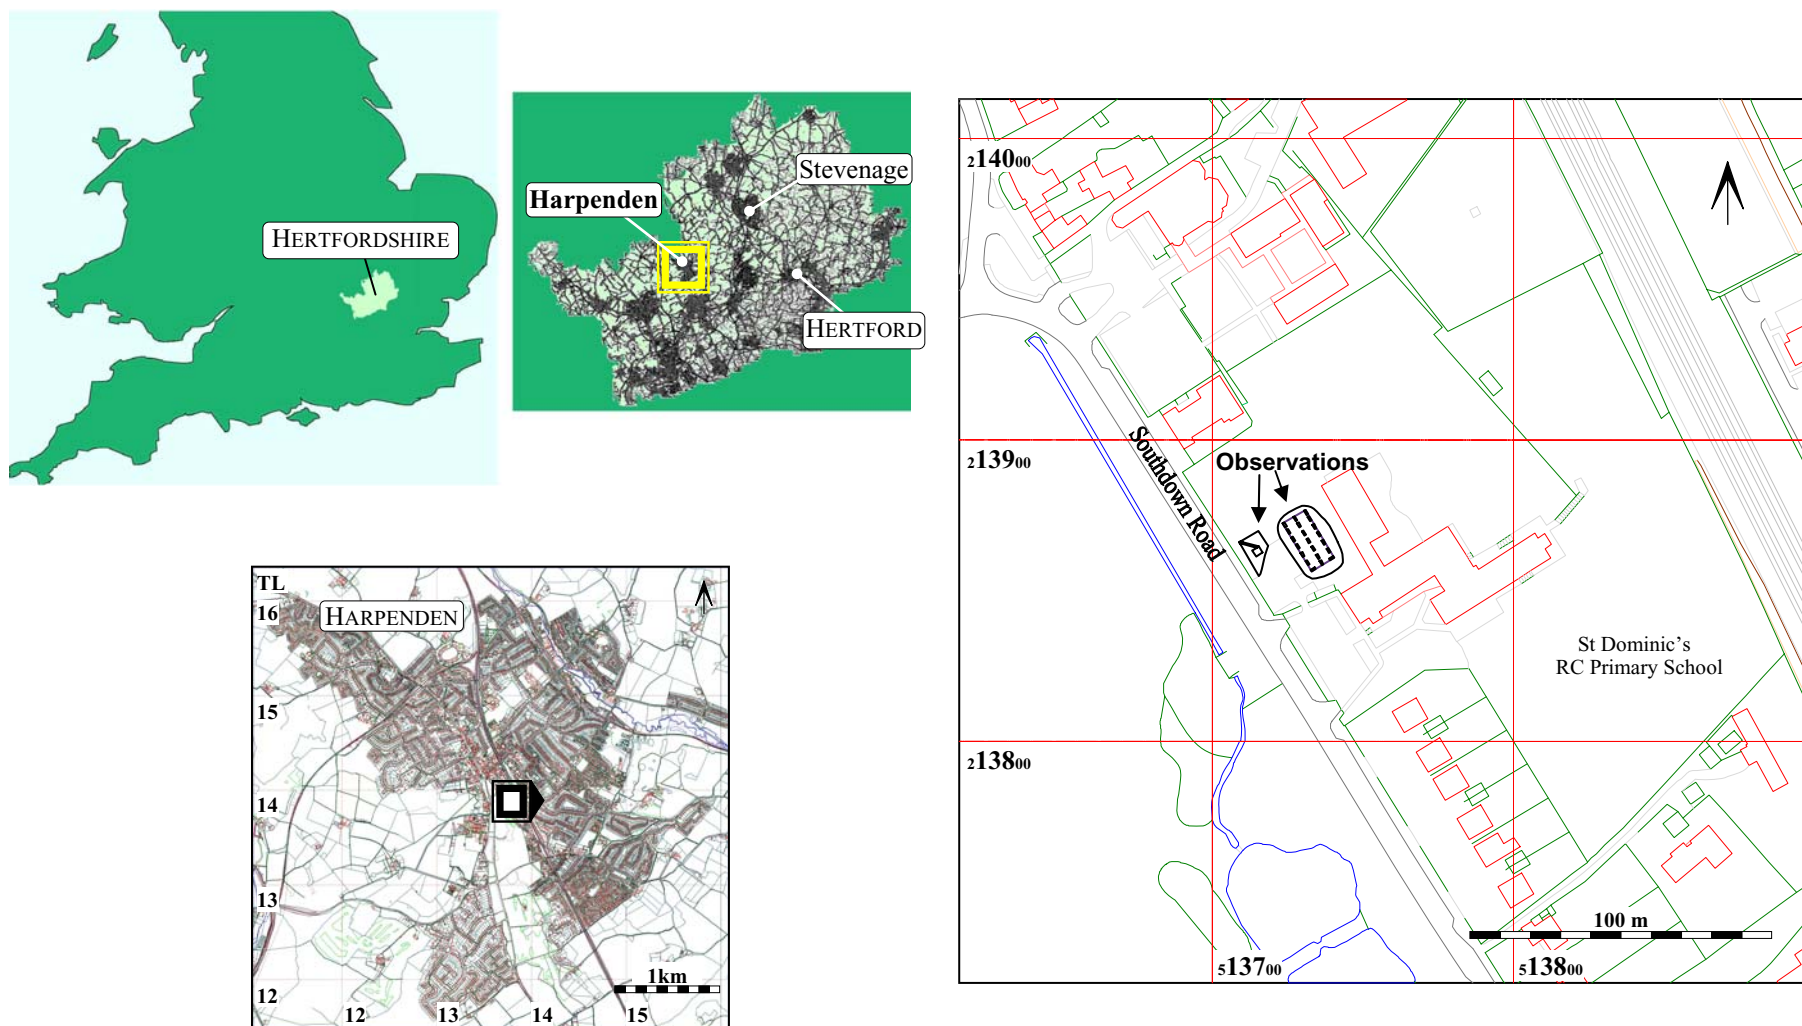 HERTFORDSHIRE
Stevenage
Harpenden
HERTFORD
TL
16
HARPENDEN
15
14
13
12
1km
12
13
14
15
214000
Southdown Road
213900
Observations
St Dominic's
RC Primary School
213800
100 m
513700
513800